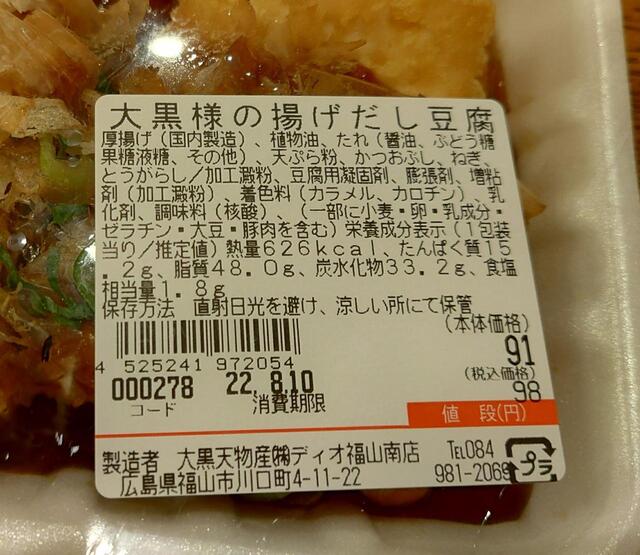 大黒様の揚げだし豆腐
厚揚げ（国内製造）、植物油、たれ（醤油、ぶどう糖
果糖液糖、その他）、天ぷら粉、かつおぶし、ねぎ、
とうがらし／加工澱粉、豆腐用凝固剤、膨張剤、増粘
剤（加工澱粉）、着色料（カラメル、カロチン）、乳
化剤、調味料（核酸）、（一部に小麦・卵・乳成分・
ゼラチン・大豆・豚肉を含む）栄養成分表示（1包装
当り／推定値）熱量626kcal、たんぱく質15
.2g、脂質48.0g、炭水化物33.2g、食塩
相当量1.8g
保存方法 直射日光を避け、涼しい所にて保管
(本体価格)
91
4 525241 972054
(税込価格)
98
000278 22.8.10
コード 消費期限
値 段(円)
製造者 大黒天物産㈱ディオ福山南店 TEL084
広島県福山市川口町4-11-22 981-2069
プラ